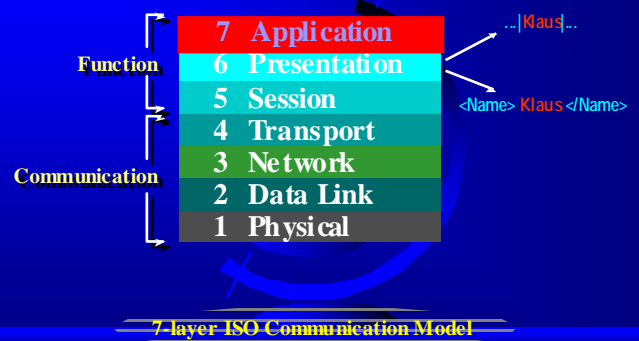 7 Application
...|Klaus|...
Function
6 Presentation
5 Session
<Name> Klaus </Name>
4 Transport
3 Network
Communication
2 Data Link
1 Physical
7-layer ISO Communication Model